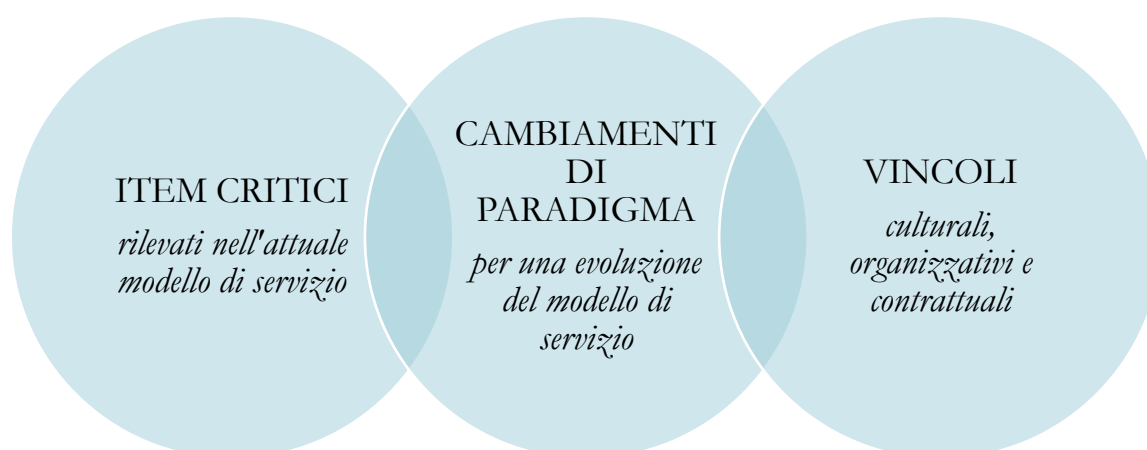 ITEM CRITICI
rilevati nell'attuale
modello di servizio
CAMBIAMENTI
DI
PARADIGMA
per una evoluzione
del modello di
servizio
VINCOLI
culturali,
organizzativi e
contrattuali